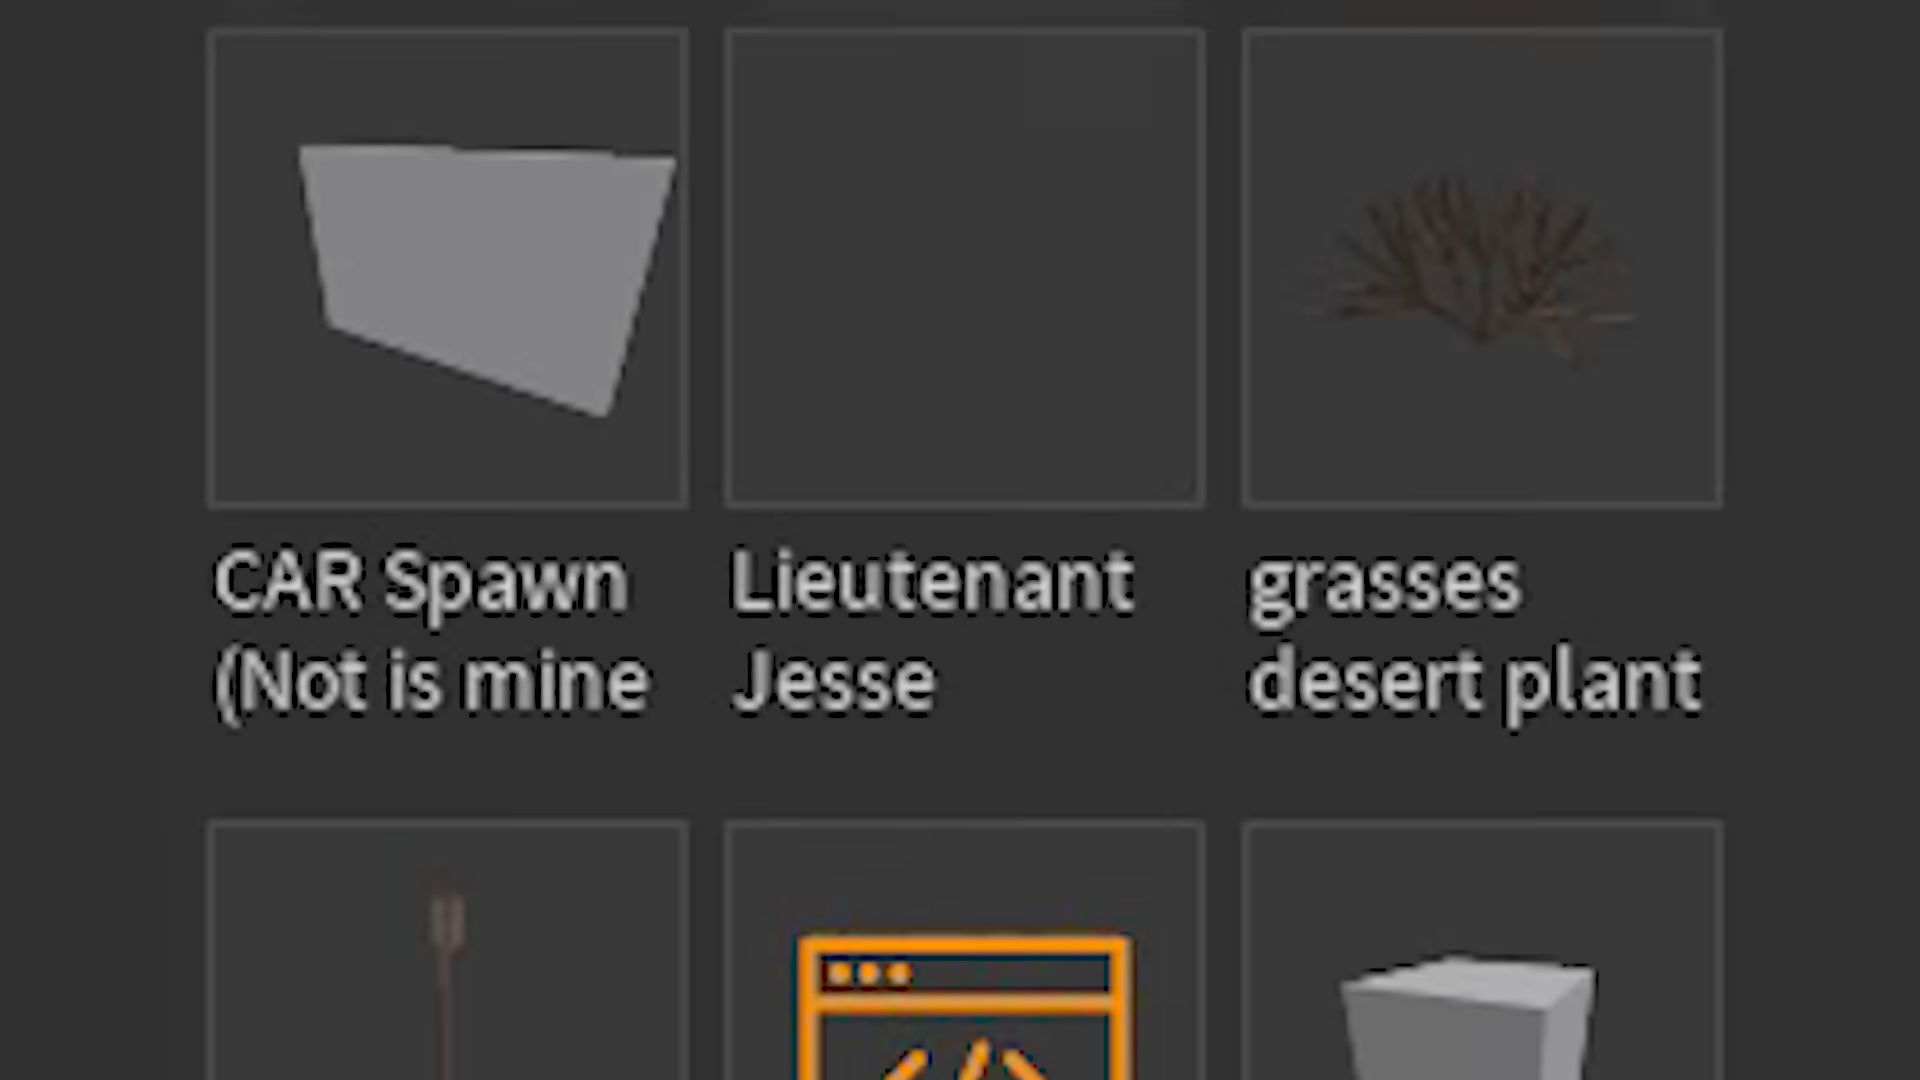 CAR Spawn
(Not is mine
Lieutenant
Jesse
grasses
desert plant
</>